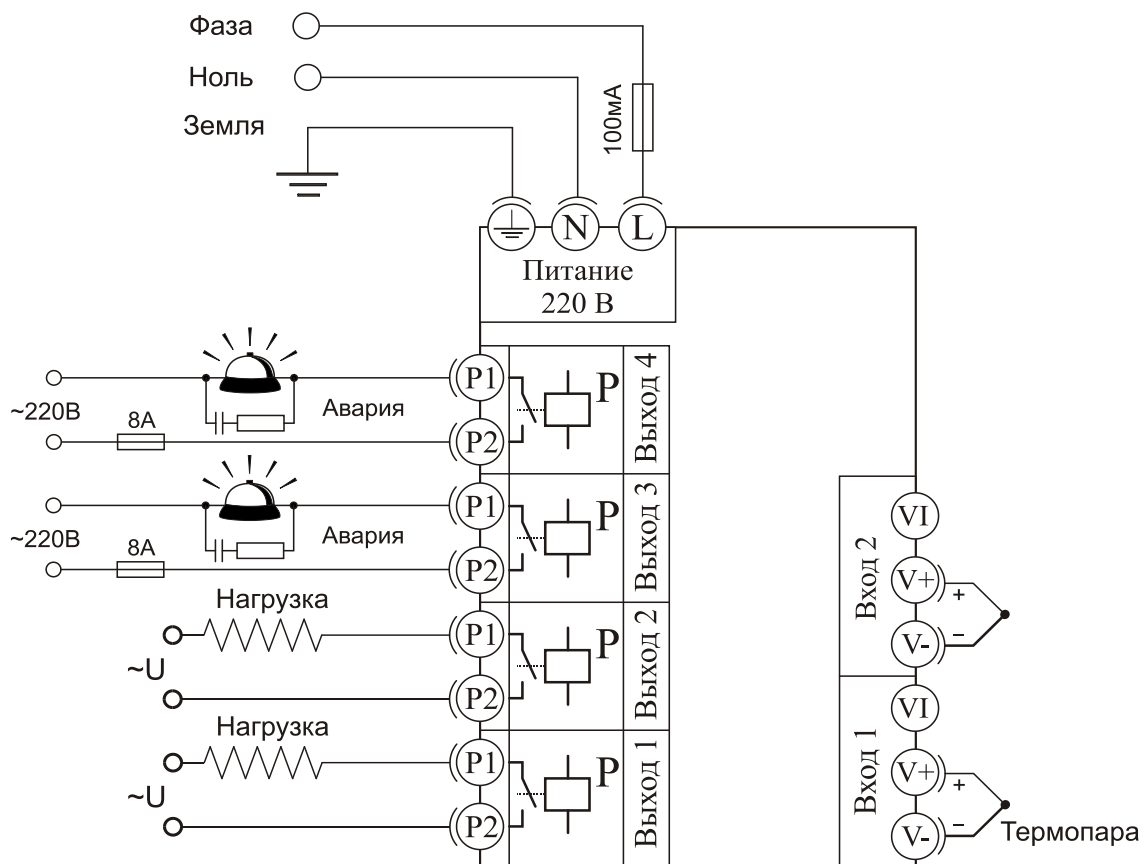 Фаза
Ноль
Земля
100мА
N
L
Питание
220 В
~220В
8А
Авария
P1
P2
Р
Выход 4
~220В
8А
Авария
P1
P2
Р
Выход 3
Нагрузка
~U
P1
P2
Р
Выход 2
Нагрузка
~U
P1
P2
Р
Выход 1
Вход 2
VI
V+
V-
+
–
Вход 1
VI
V+
V-
+
–
Термопара